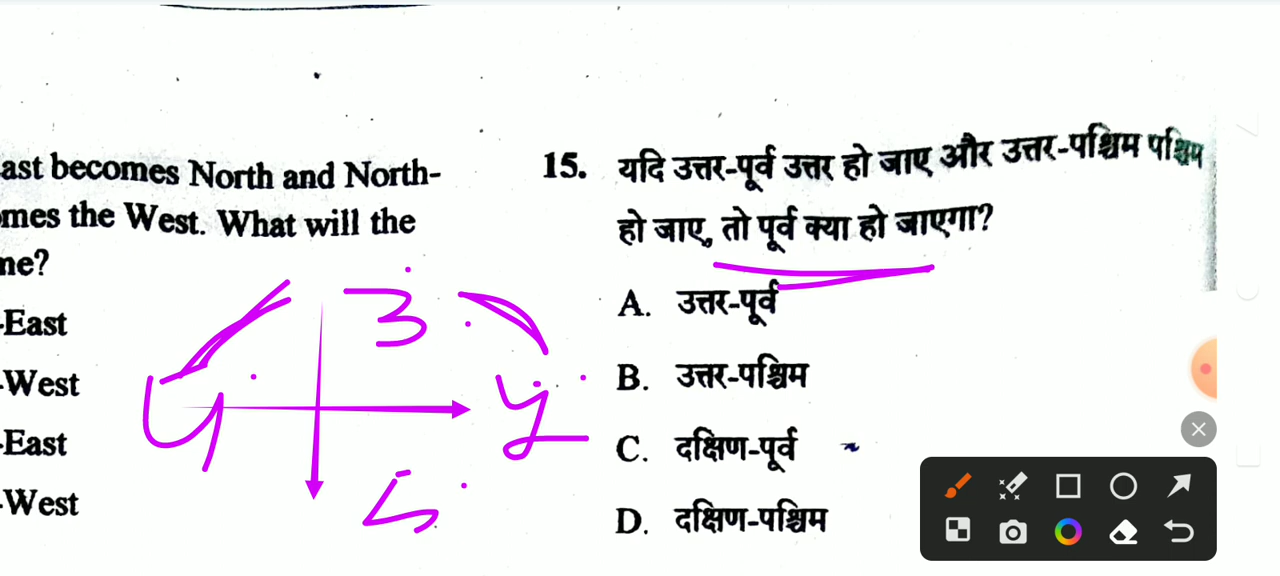 ast becomes North and North-
mes the West. What will the
ne?
-East
-West
-East
-West
15. यदि उत्तर-पूर्व उत्तर हो जाए और उत्तर-पश्चिम पश्चिम
हो जाए, तो पूर्व क्या हो जाएगा?
A. उत्तर-पूर्व
B. उत्तर-पश्चिम
C. दक्षिण-पूर्व
D. दक्षिण-पश्चिम